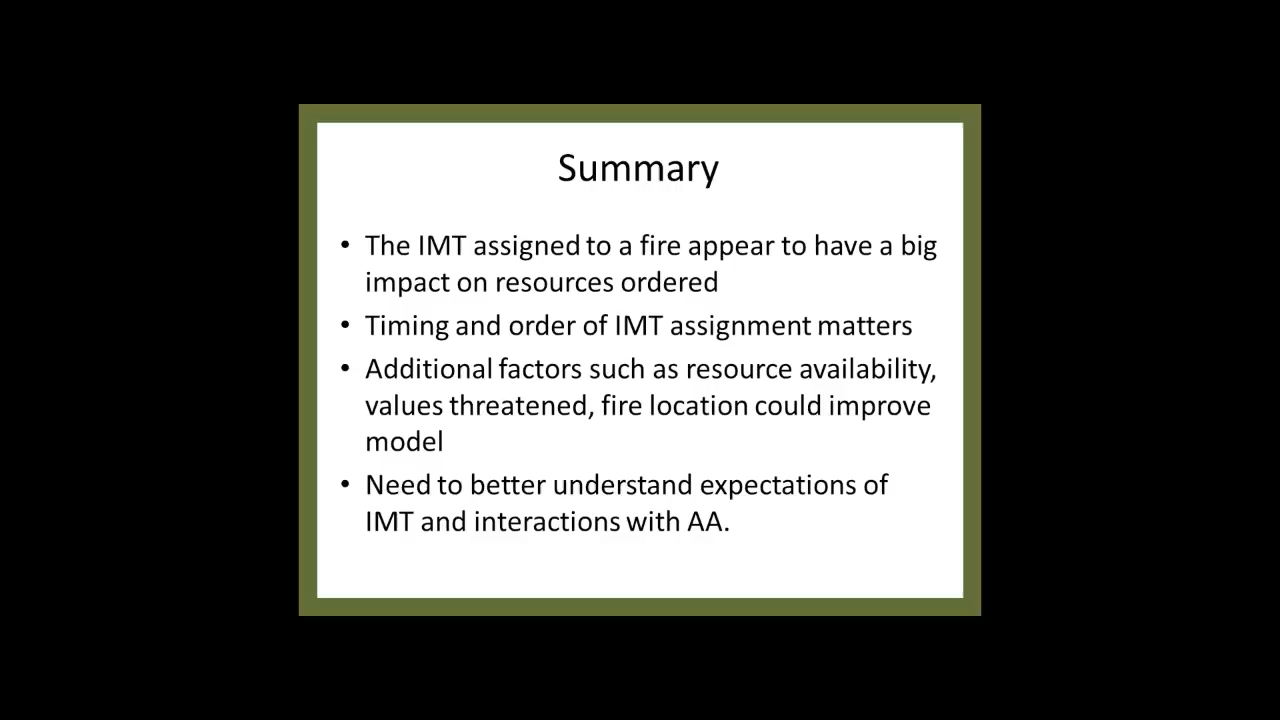 Summary
• The IMT assigned to a fire appear to have a big
impact on resources ordered
• Timing and order of IMT assignment matters
• Additional factors such as resource availability,
values threatened, fire location could improve
model
• Need to better understand expectations of
IMT and interactions with AA.